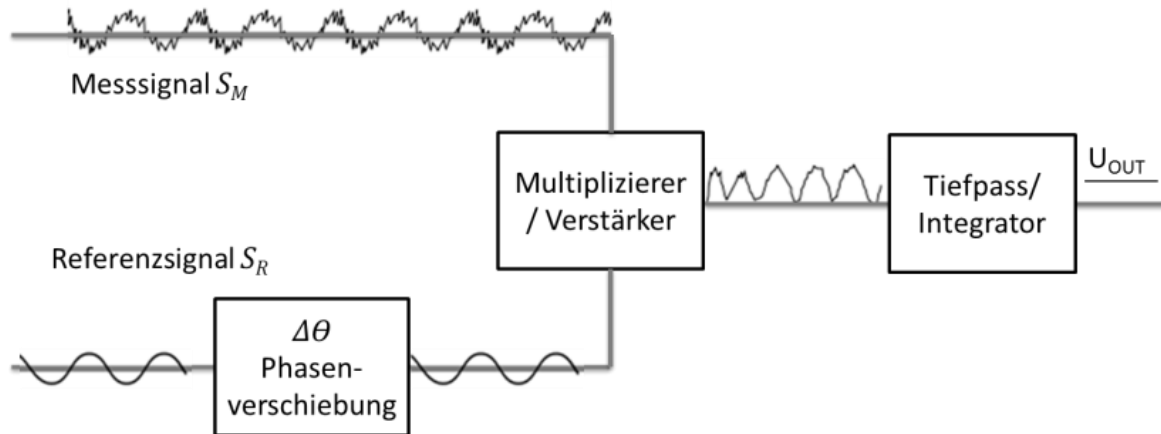 Messsignal S_M
Multiplizierer
/ Verstärker
Tiefpass/
Integrator
U_OUT
Referenzsignal S_R
Δθ
Phasen-
verschiebung